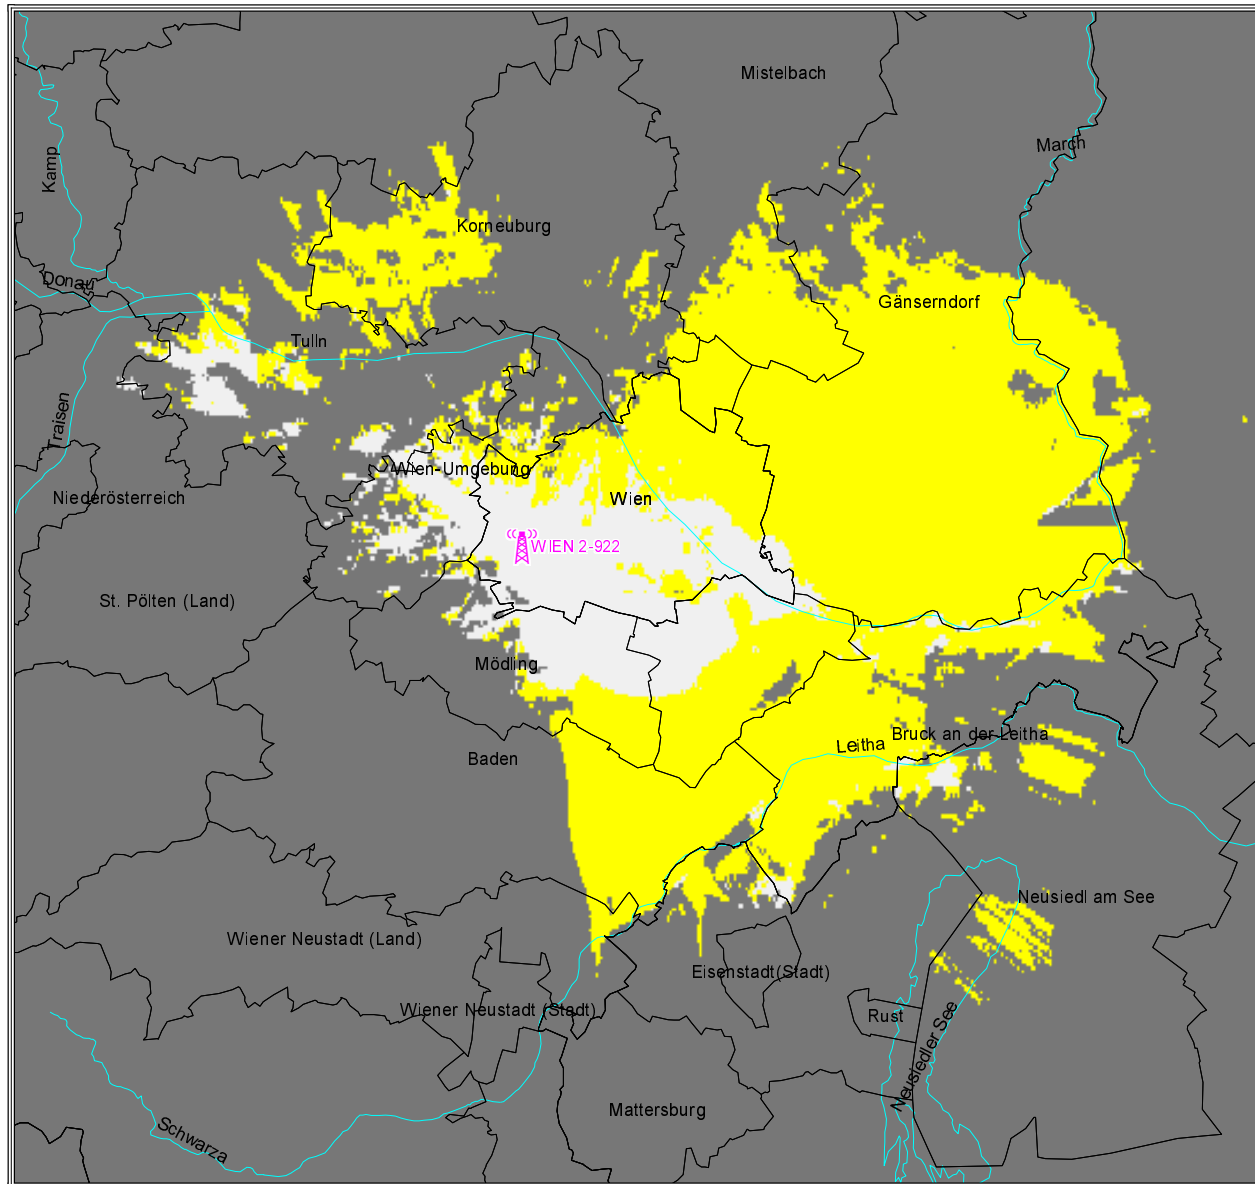 Mistelbach
March
Kamp
Korneuburg
Donau
Gänserndorf
Tulln
Traisen
Wien-Umgebung
Niederösterreich
Wien
WIEN 2-922
St. Pölten (Land)
Mödling
Bruck an der Leitha
Leitha
Baden
Neusiedl am See
Wiener Neustadt (Land)
Eisenstadt(Stadt)
Wiener Neustadt (Stadt)
Rust
Neusiedler See
Mattersburg
Schwarza